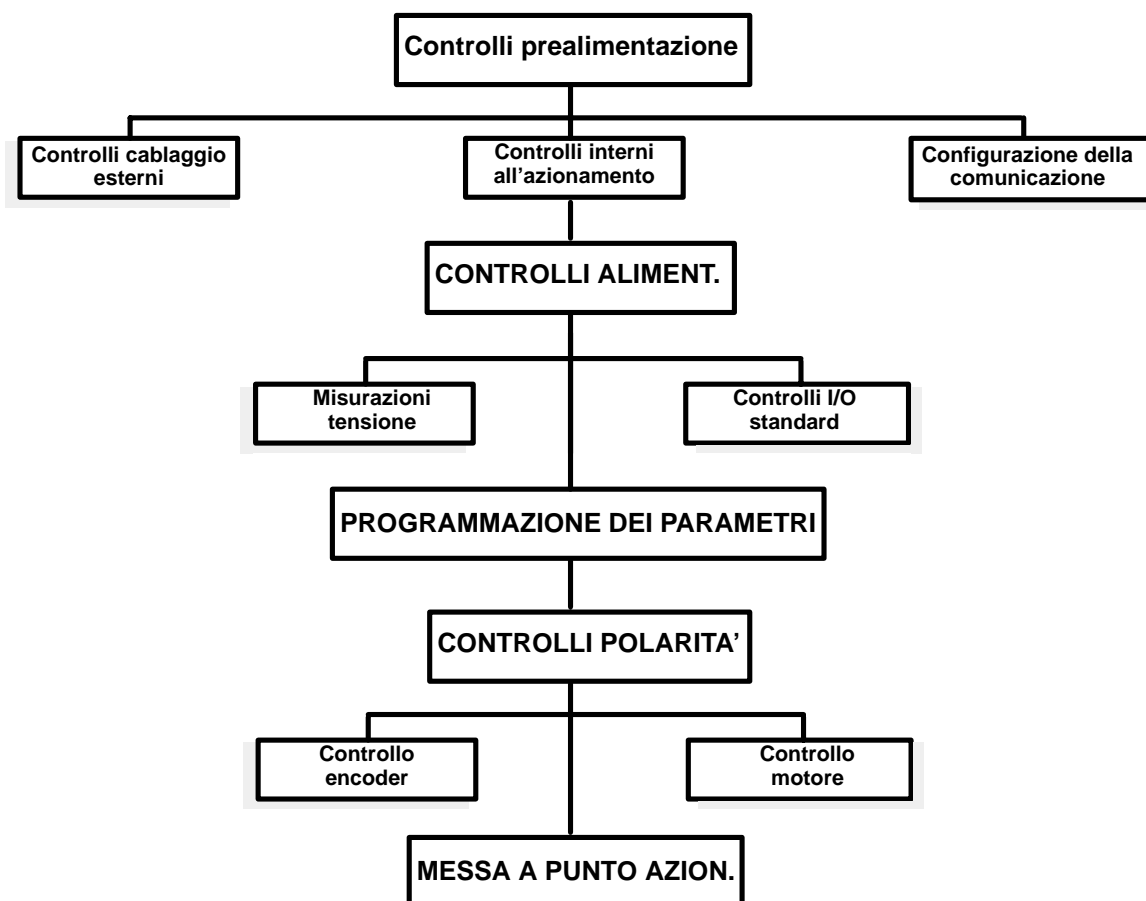 Controlli prealimentazione
Controlli cablaggio
esterni
Controlli interni
all’azionamento
Configurazione della
comunicazione
CONTROLLI ALIMENT.
Misurazioni
tensione
Controlli I/O
standard
PROGRAMMAZIONE DEI PARAMETRI
CONTROLLI POLARITA’
Controllo
encoder
Controllo
motore
MESSA A PUNTO AZION.